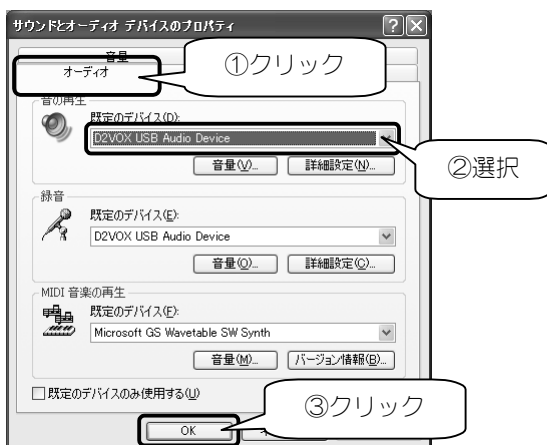 サウンドとオーディオ デバイスのプロパティ
音量
オーディオ
①クリック
音の再生
既定のデバイス(D):
D2VOX USB Audio Device
②選択
音量(V)...
詳細設定(N)...
録音
既定のデバイス(E):
D2VOX USB Audio Device
音量(O)...
詳細設定(C)...
MIDI 音楽の再生
既定のデバイス(F):
Microsoft GS Wavetable SW Synth
音量(M)...
バージョン情報(B)...
既定のデバイスのみ使用する(U)
③クリック
OK